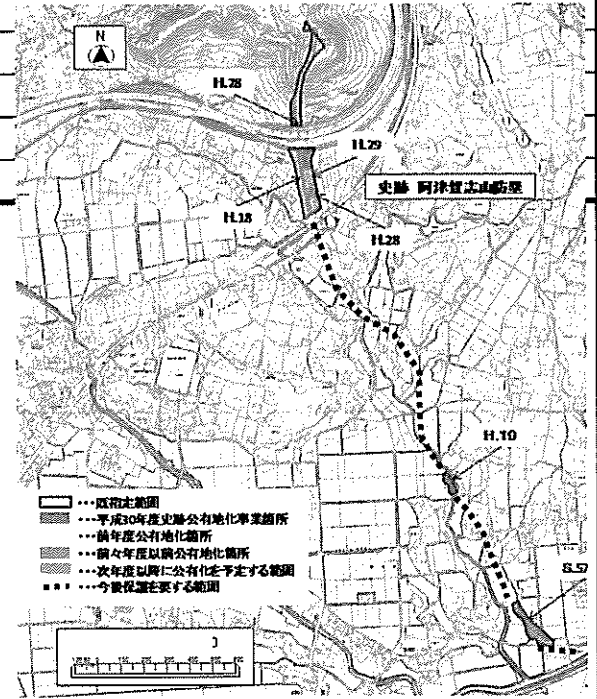 N
H.28
H.29
史跡 阿津賀志山防塁
H.18
H.28
H.10
S.57
・・・既指定範囲
・・・平成30年度史跡公有地化事業箇所
・・・前年度公有地化箇所
・・・前々年度以前公有地化箇所
・・・次年度以降に公有化を予定する範囲
・・・今後保護を要する範囲